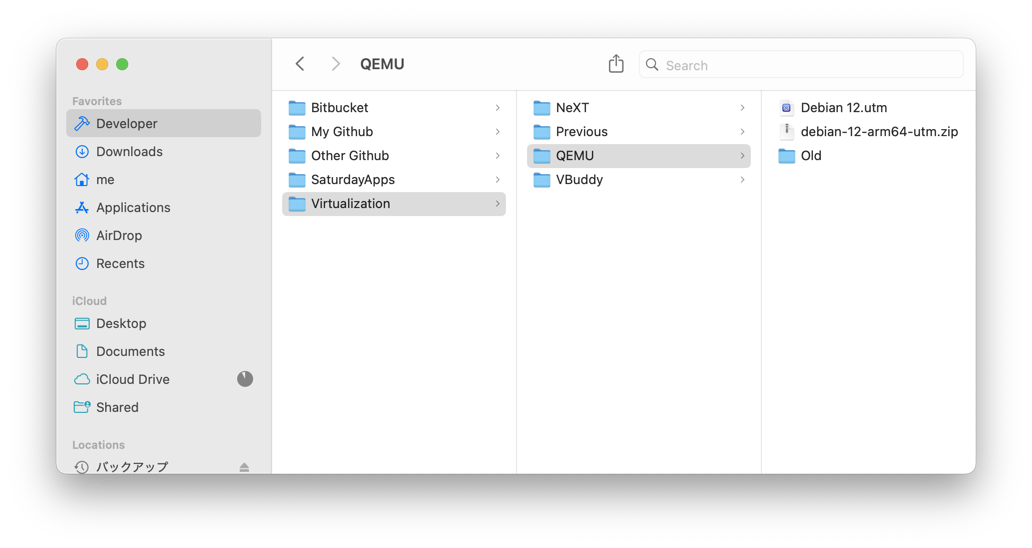 QEMU
Search
Favorites
Developer
Downloads
me
Applications
AirDrop
Recents
iCloud
Desktop
Documents
iCloud Drive
Shared
Locations
バックアップ
Bitbucket
My Github
Other Github
SaturdayApps
Virtualization
NeXT
Previous
QEMU
VBuddy
Debian 12.utm
debian-12-arm64-utm.zip
Old